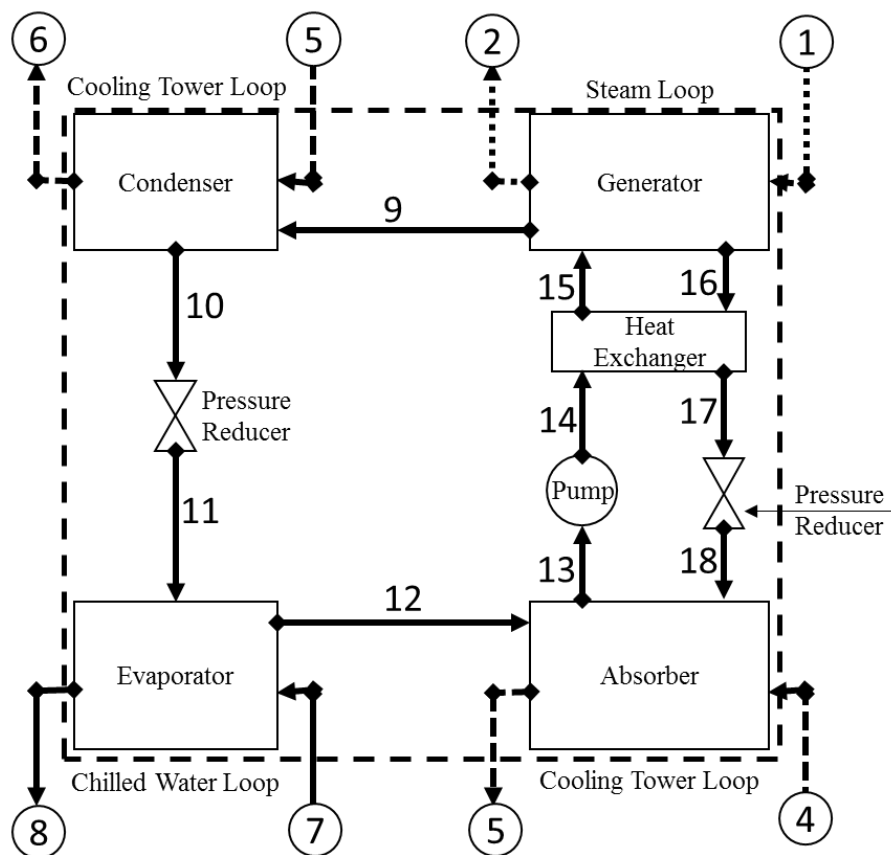 6
5
2
1
Cooling Tower Loop
Steam Loop
Condenser
Generator
9
10
15
16
Heat
Exchanger
Pressure
Reducer
14
17
Pump
Pressure
Reducer
11
13
18
12
Evaporator
Absorber
Chilled Water Loop
Cooling Tower Loop
8
7
5
4